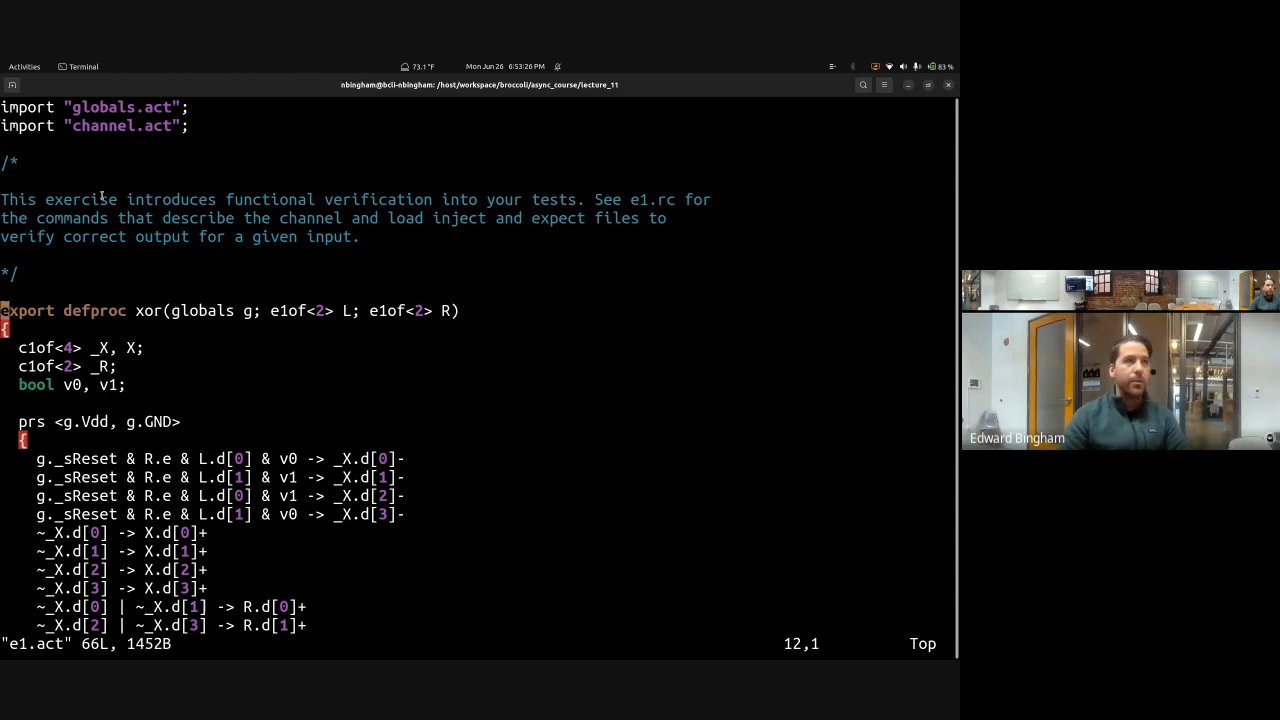 Activities Terminal 73.1 °F Mon Jun 26 6:53:26 PM 83 %
nbingham@bcli-nbingham: /host/workspace/broccoli/async_course/lecture_11
import "globals.act";
import "channel.act";
/*
This exercise introduces functional verification into your tests. See e1.rc for
the commands that describe the channel and load inject and expect files to
verify correct output for a given input.
*/
export defproc xor(globals g; e1of<2> L; e1of<2> R)
{
c1of<4> _X, X;
c1of<2> _R;
bool v0, v1;
prs <g.Vdd, g.GND>
{
g._sReset & R.e & L.d[0] & v0 -> _X.d[0]-
g._sReset & R.e & L.d[1] & v1 -> _X.d[1]-
g._sReset & R.e & L.d[0] & v1 -> _X.d[2]-
g._sReset & R.e & L.d[1] & v0 -> _X.d[3]-
~_X.d[0] -> X.d[0]+
~_X.d[1] -> X.d[1]+
~_X.d[2] -> X.d[2]+
~_X.d[3] -> X.d[3]+
~_X.d[0] | ~_X.d[1] -> R.d[0]+
~_X.d[2] | ~_X.d[3] -> R.d[1]+
"e1.act" 66L, 1452B 12,1 Top
Edward Bingham